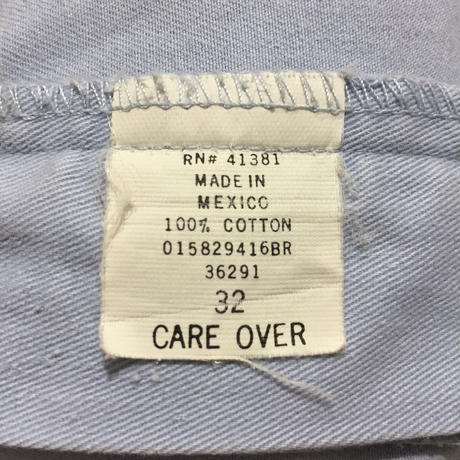 RN# 41381
MADE IN
MEXICO
100% COTTON
015829416BR
36291
32
CARE OVER